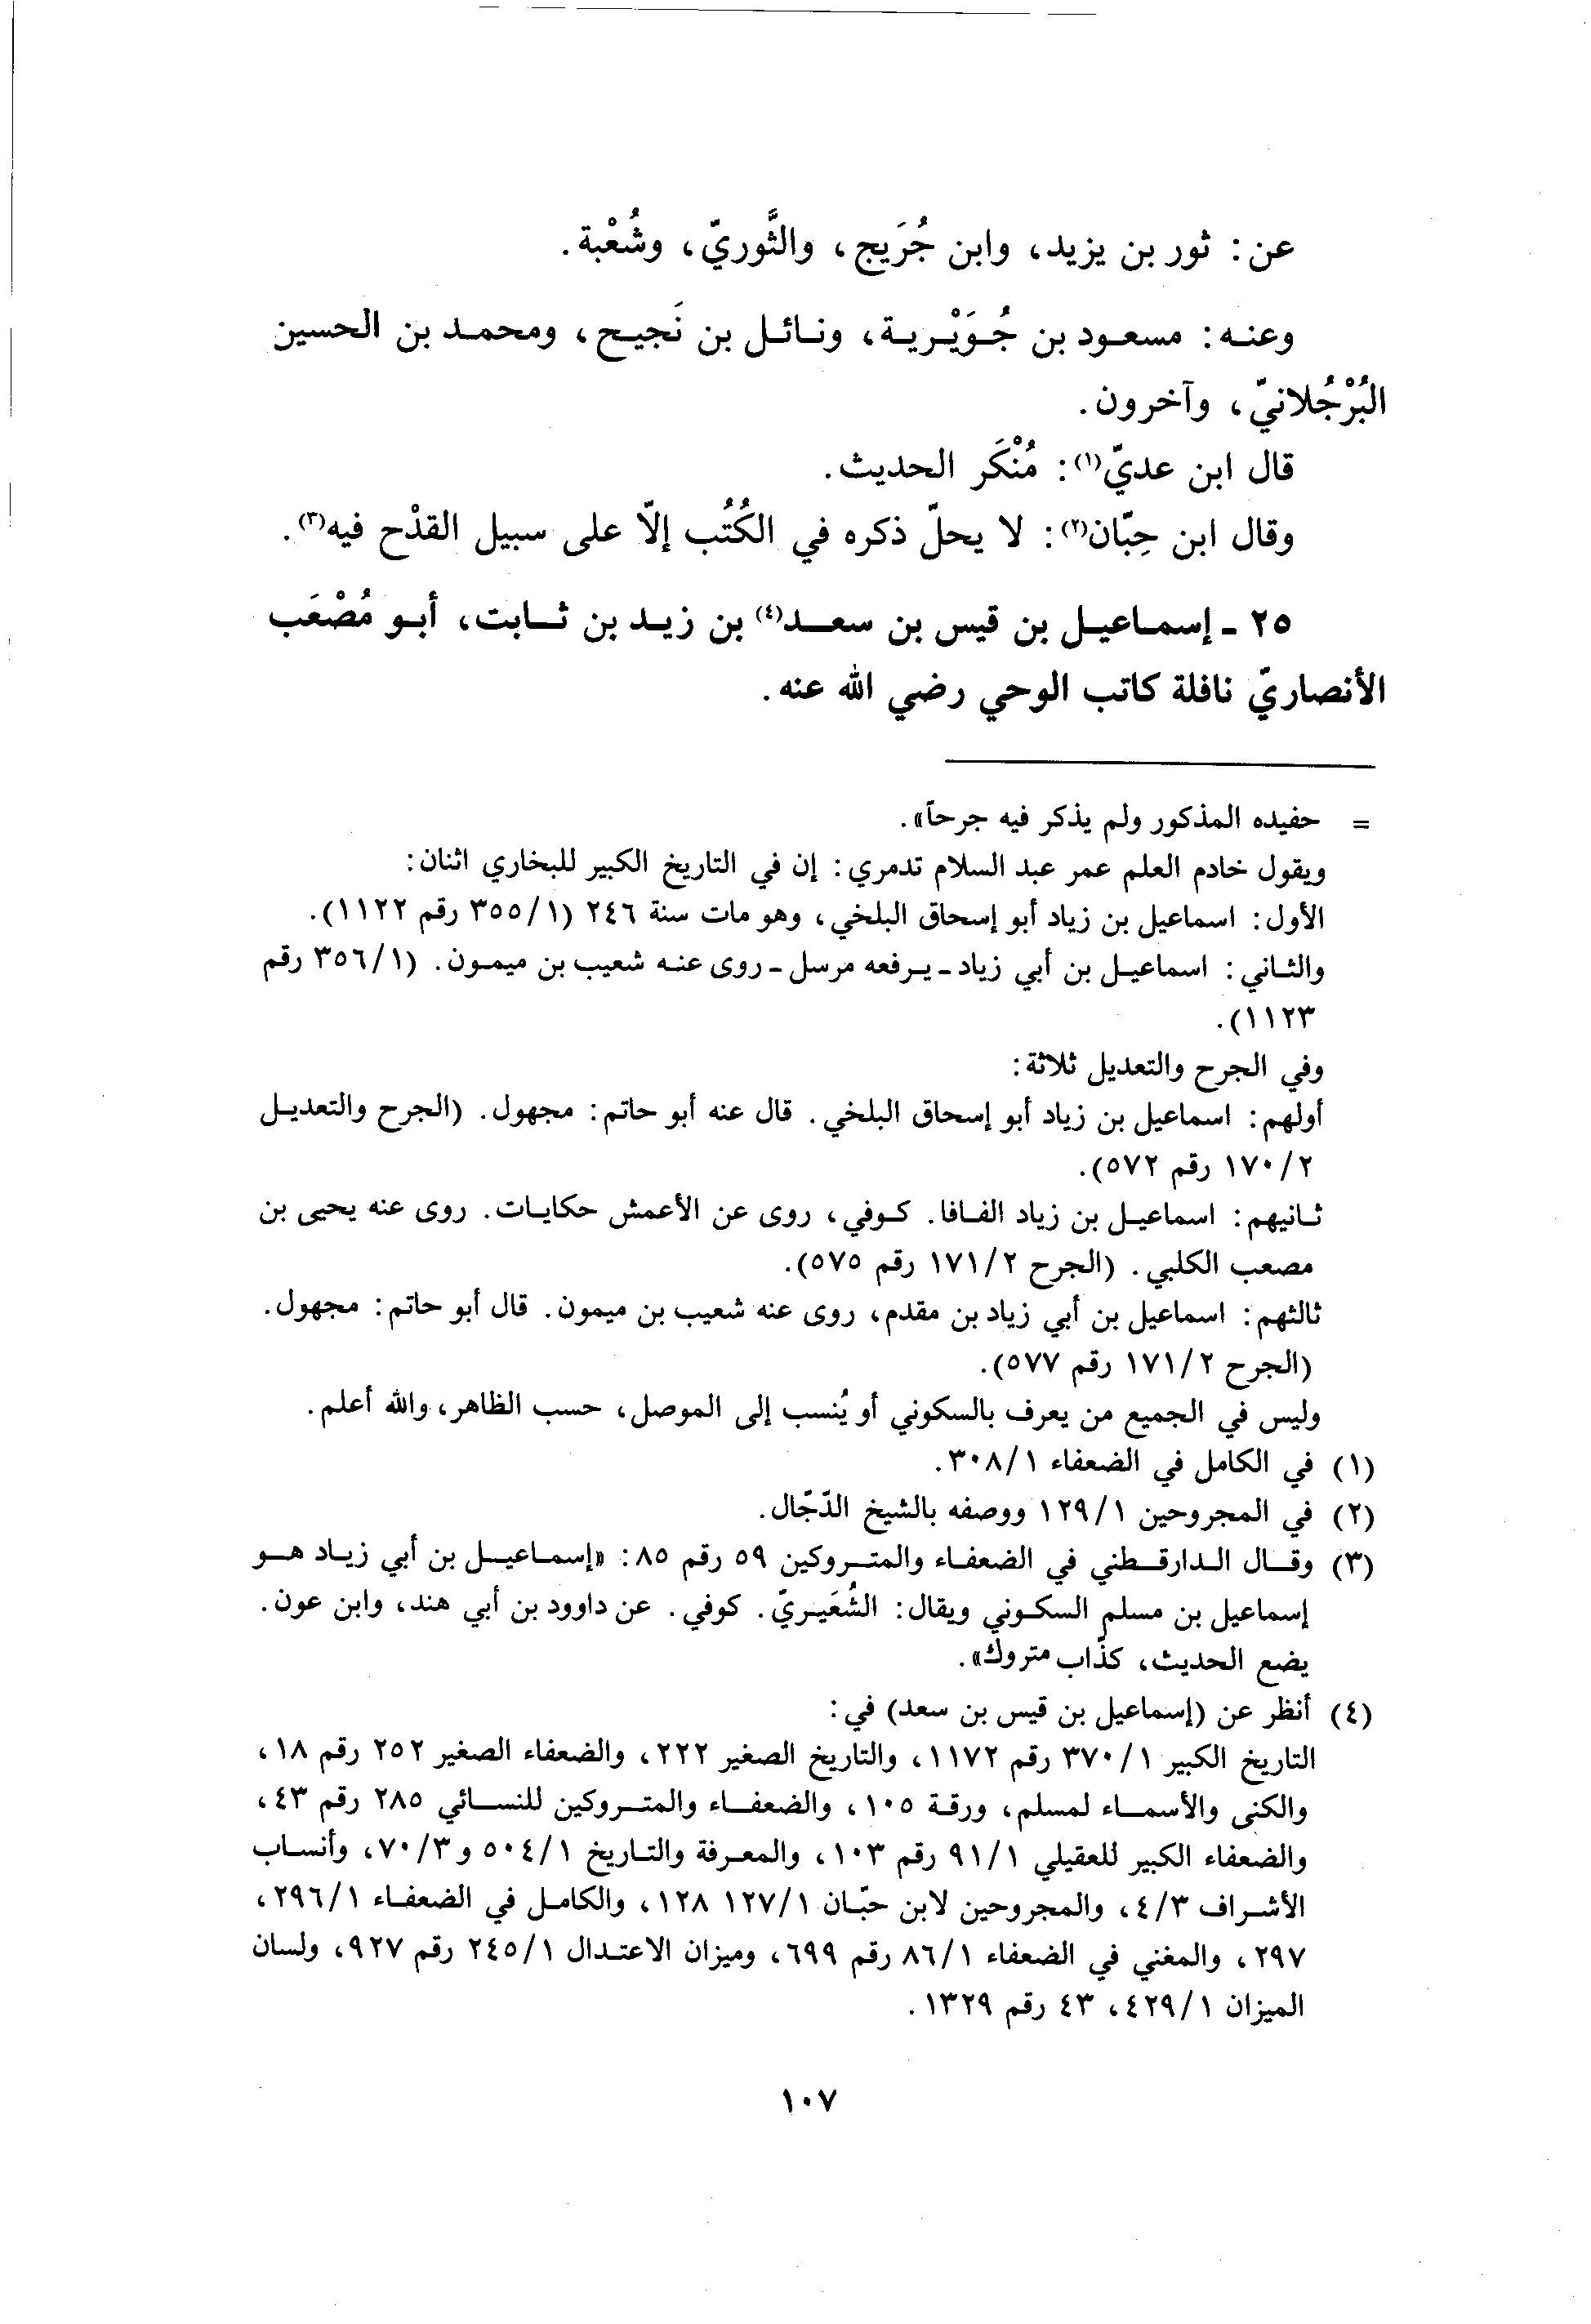 عن: ثور بن يزيد، وابن جُرَيج، والثَّوريّ، وشُعْبة.
وعنه: مسعود بن جُوَيْرية، ونائل بن نَجيح، ومحمد بن الحسين
البُرْجُلانيّ، وآخرون.
قال ابن عديّ(١): مُنْكَر الحديث.
وقال ابن حِبّان(٢): لا يحلّ ذكره في الكُتُب إلّا على سبيل القدْح فيه(٣).
٢٥ ـ إسماعيل بن قيس بن سعد(٤) بن زيد بن ثابت، أبو مُصْعَب
الأنصاريّ نافلة كاتب الوحي رضي الله عنه.
= حفيده المذكور ولم يذكر فيه جرحاً».
ويقول خادم العلم عمر عبد السلام تدمري: إن في التاريخ الكبير للبخاري اثنان:
الأول: اسماعيل بن زياد أبو إسحاق البلخي، وهو مات سنة ٢٤٦ (٣٥٥/١ رقم ١١٢٢).
والثاني: اسماعيل بن أبي زياد ـ يرفعه مرسل ـ روى عنه شعيب بن ميمون. (٣٥٦/١ رقم
١١٢٣).
وفي الجرح والتعديل ثلاثة:
أولهم: اسماعيل بن زياد أبو إسحاق البلخي. قال عنه أبو حاتم: مجهول. (الجرح والتعديل
١٧٠/٢ رقم ٥٧٢).
ثانيهم: اسماعيل بن زياد الفافا. كوفي، روى عن الأعمش حكايات. روى عنه يحيى بن
مصعب الكلبي. (الجرح ١٧١/٢ رقم ٥٧٥).
ثالثهم: اسماعيل بن أبي زياد بن مقدم، روى عنه شعيب بن ميمون. قال أبو حاتم: مجهول.
(الجرح ١٧١/٢ رقم ٥٧٧).
وليس في الجميع من يعرف بالسكوني أو يُنسب إلى الموصل، حسب الظاهر، والله أعلم.
(١) في الكامل في الضعفاء ٣٠٨/١.
(٢) في المجروحين ١٢٩/١ ووصفه بالشيخ الدّجّال.
(٣) وقال الدارقطني في الضعفاء والمتروكين ٥٩ رقم ٨٥: «إسماعيل بن أبي زياد هو
إسماعيل بن مسلم السكوني ويقال: الشُعَيريّ. كوفي. عن داوود بن أبي هند، وابن عون.
يضع الحديث، كذّاب متروك».
(٤) أنظر عن (إسماعيل بن قيس بن سعد) في:
التاريخ الكبير ٣٧٠/١ رقم ١١٧٢، والتاريخ الصغير ٢٢٢، والضعفاء الصغير ٢٥٢ رقم ١٨،
والكنى والأسماء لمسلم، ورقة ١٠٥، والضعفاء والمتروكين للنسائي ٢٨٥ رقم ٤٣،
والضعفاء الكبير للعقيلي ٩١/١ رقم ١٠٣، والمعرفة والتاريخ ٥٠٤/١ و ٧٠/٣، وأنساب
الأشراف ٤/٣، والمجروحين لابن حبّان ١٢٧/١ ١٢٨، والكامل في الضعفاء ٢٩٦/١،
٢٩٧، والمغني في الضعفاء ٨٦/١ رقم ٦٩٩، وميزان الاعتدال ٢٤٥/١ رقم ٩٢٧، ولسان
الميزان ٤٢٩/١، ٤٣ رقم ١٣٢٩.
١٠٧